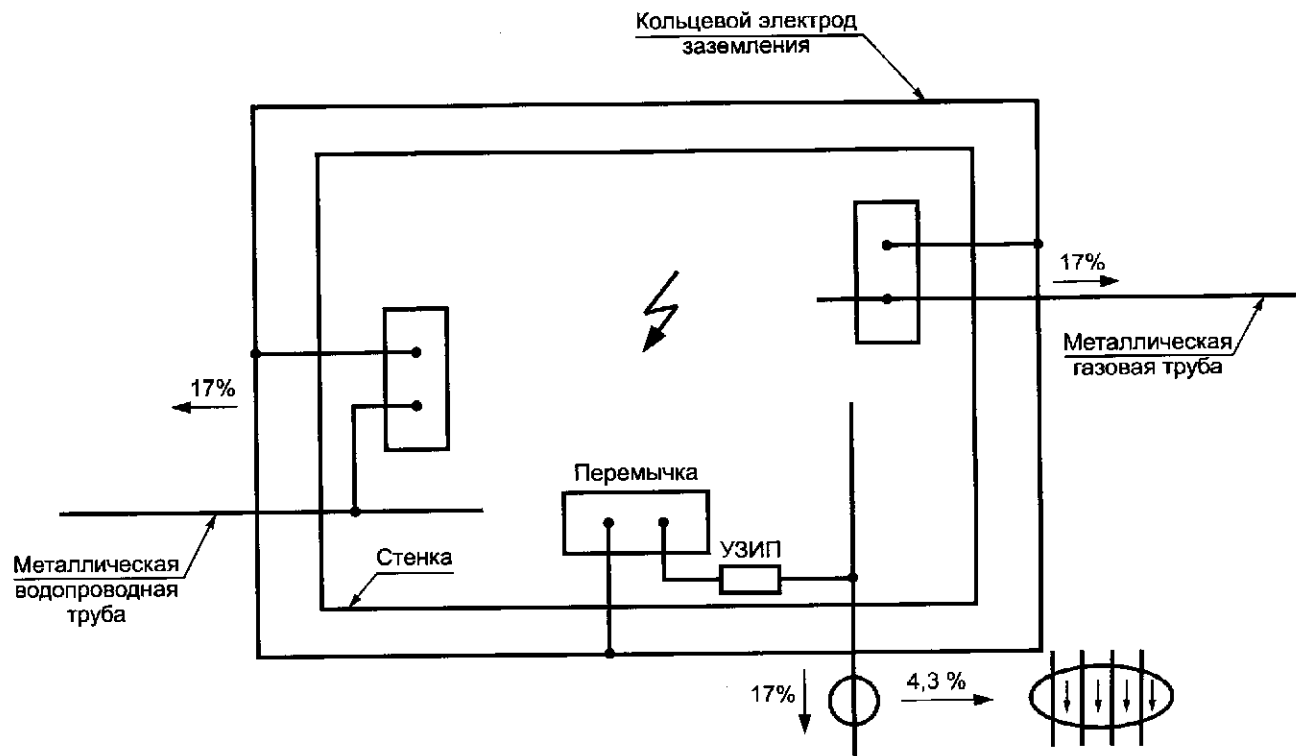 Кольцевой электрод
заземления
17%
Металлическая
газовая труба
17%
Перемычка
УЗИП
Стенка
Металлическая
водопроводная
труба
17%
4,3 %